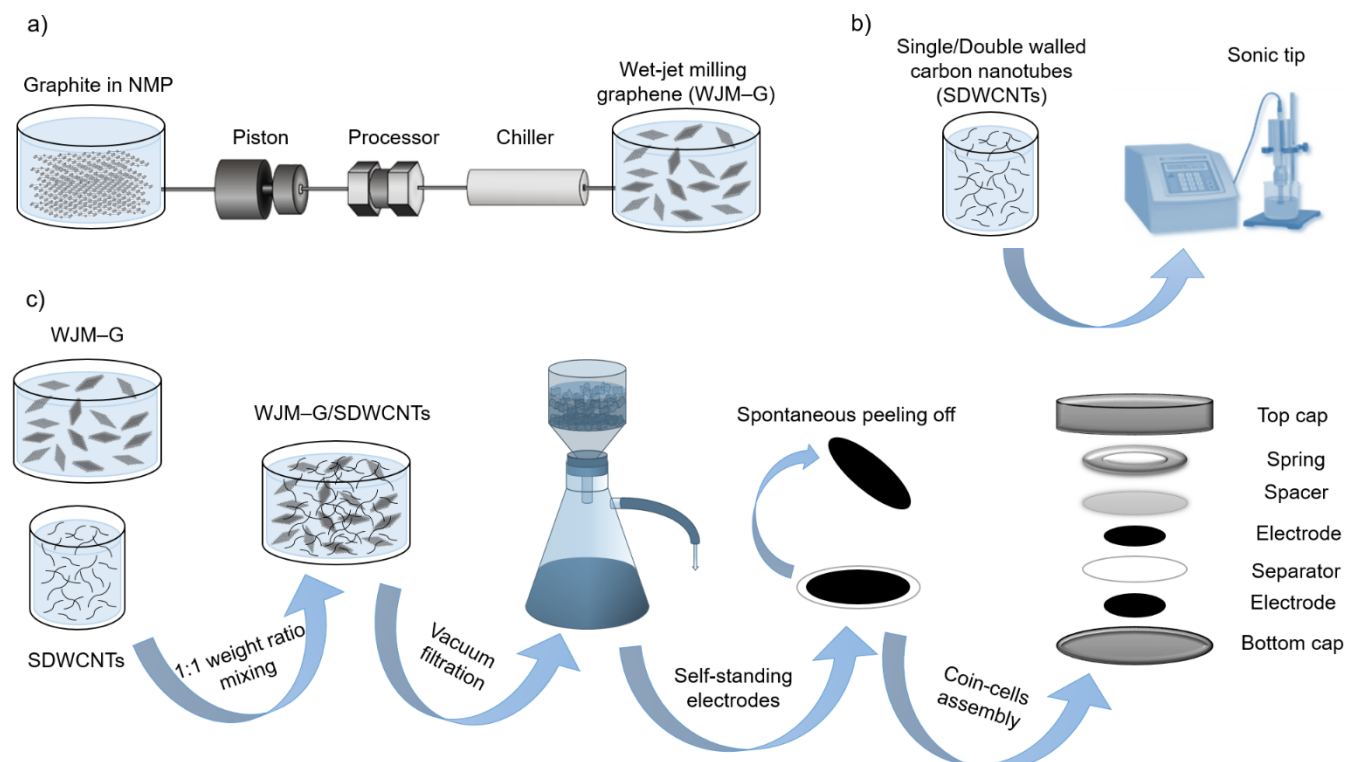 a)
Graphite in NMP
Piston
Processor
Chiller
Wet-jet milling
graphene (WJM–G)
b)
Single/Double walled
carbon nanotubes
(SDWCNTs)
Sonic tip
c)
WJM–G
SDWCNTs
1:1 weight ratio
mixing
WJM–G/SDWCNTs
Vacuum
filtration
Self-standing
electrodes
Spontaneous peeling off
Coin-cells
assembly
Top cap
Spring
Spacer
Electrode
Separator
Electrode
Bottom cap